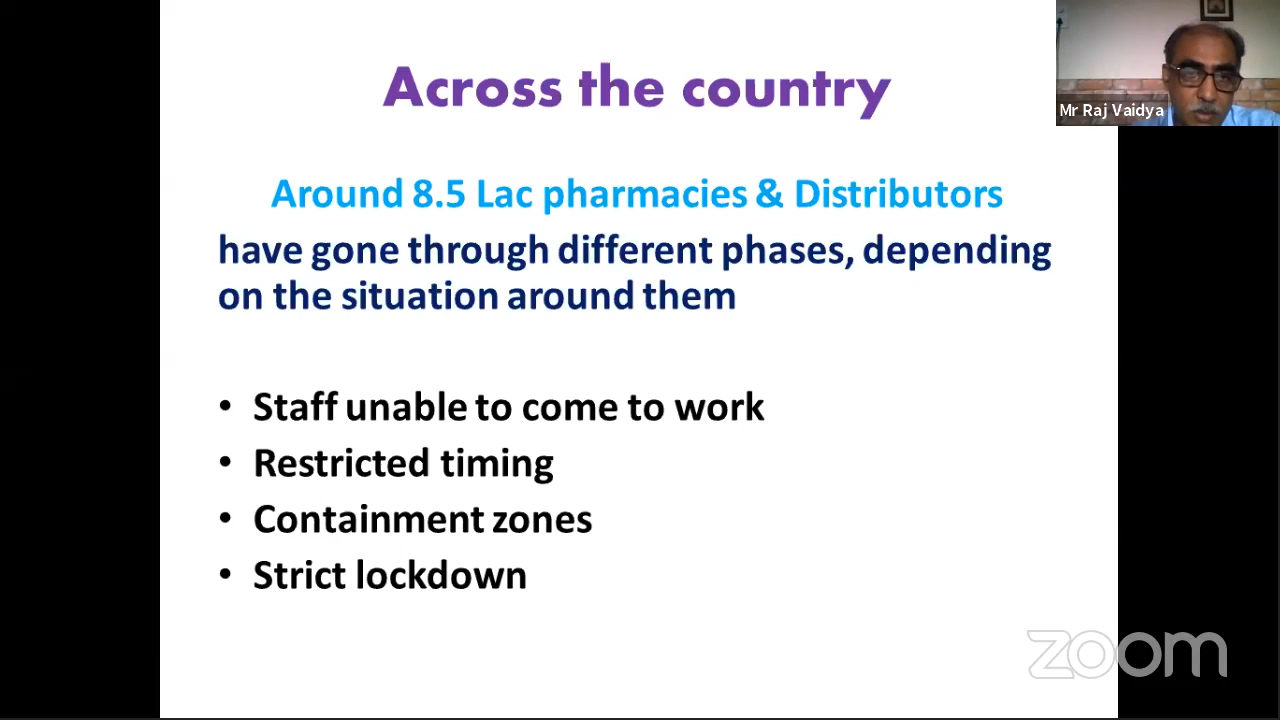 Across the country
Mr Raj Vaidya
Around 8.5 Lac pharmacies & Distributors
have gone through different phases, depending
on the situation around them
• Staff unable to come to work
• Restricted timing
• Containment zones
• Strict lockdown
zoom